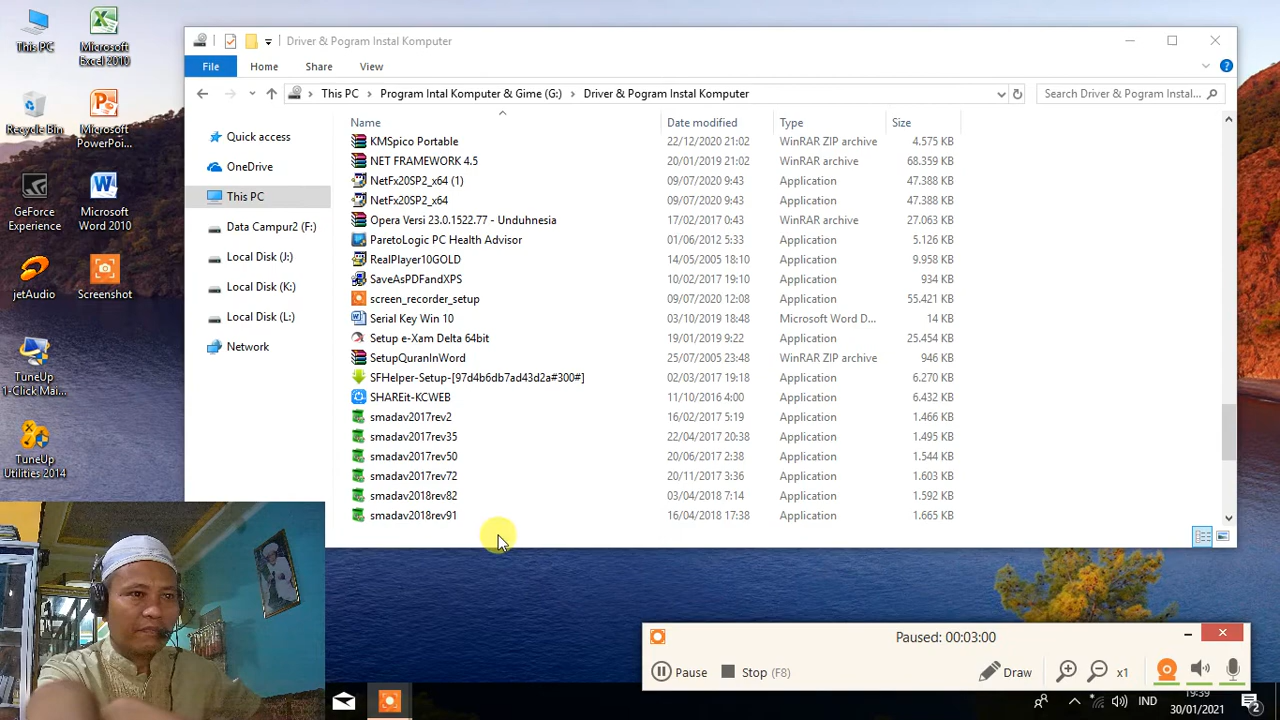 This PC
Microsoft
Excel 2010
Recycle Bin
Microsoft
PowerPoi...
GeForce
Experience
Microsoft
Word 2010
jetAudio
Screenshot
TuneUp
1-Click Mai...
TuneUp
Utilities 2014
Driver & Pogram Instal Komputer
File Home Share View
This PC > Program Intal Komputer & Gime (G:) > Driver & Pogram Instal Komputer
Search Driver & Pogram Instal...
Quick access
OneDrive
This PC
Data Campur2 (F:)
Local Disk (J:)
Local Disk (K:)
Local Disk (L:)
Network
Name Date modified Type Size
KMSpico Portable 22/12/2020 21:02 WinRAR ZIP archive 4.575 KB
NET FRAMEWORK 4.5 20/01/2019 21:02 WinRAR archive 68.359 KB
NetFx20SP2_x64 (1) 09/07/2020 9:43 Application 47.388 KB
NetFx20SP2_x64 09/07/2020 9:43 Application 47.388 KB
Opera Versi 23.0.1522.77 - Unduhnesia 17/02/2017 0:43 WinRAR archive 27.063 KB
ParetoLogic PC Health Advisor 01/06/2012 5:33 Application 5.126 KB
RealPlayer10GOLD 14/05/2005 18:10 Application 9.958 KB
SaveAsPDFandXPS 10/02/2017 19:10 Application 934 KB
screen_recorder_setup 09/07/2020 12:08 Application 55.421 KB
Serial Key Win 10 03/10/2019 18:48 Microsoft Word D... 14 KB
Setup e-Xam Delta 64bit 19/01/2019 9:22 Application 25.454 KB
SetupQuranInWord 25/07/2005 23:48 WinRAR ZIP archive 946 KB
SFHelper-Setup-[97d4b6db7ad43d2a#300#] 02/03/2017 19:18 Application 6.270 KB
SHAREit-KCWEB 11/10/2016 4:00 Application 6.432 KB
smadav2017rev2 16/02/2017 5:19 Application 1.466 KB
smadav2017rev35 22/04/2017 20:38 Application 1.495 KB
smadav2017rev50 20/06/2017 2:38 Application 1.544 KB
smadav2017rev72 20/11/2017 3:36 Application 1.603 KB
smadav2018rev82 03/04/2018 7:14 Application 1.592 KB
smadav2018rev91 16/04/2018 17:38 Application 1.665 KB
Paused: 00:03:00
Pause Stop (F8) Draw x1
IND
19:39
30/01/2021
2